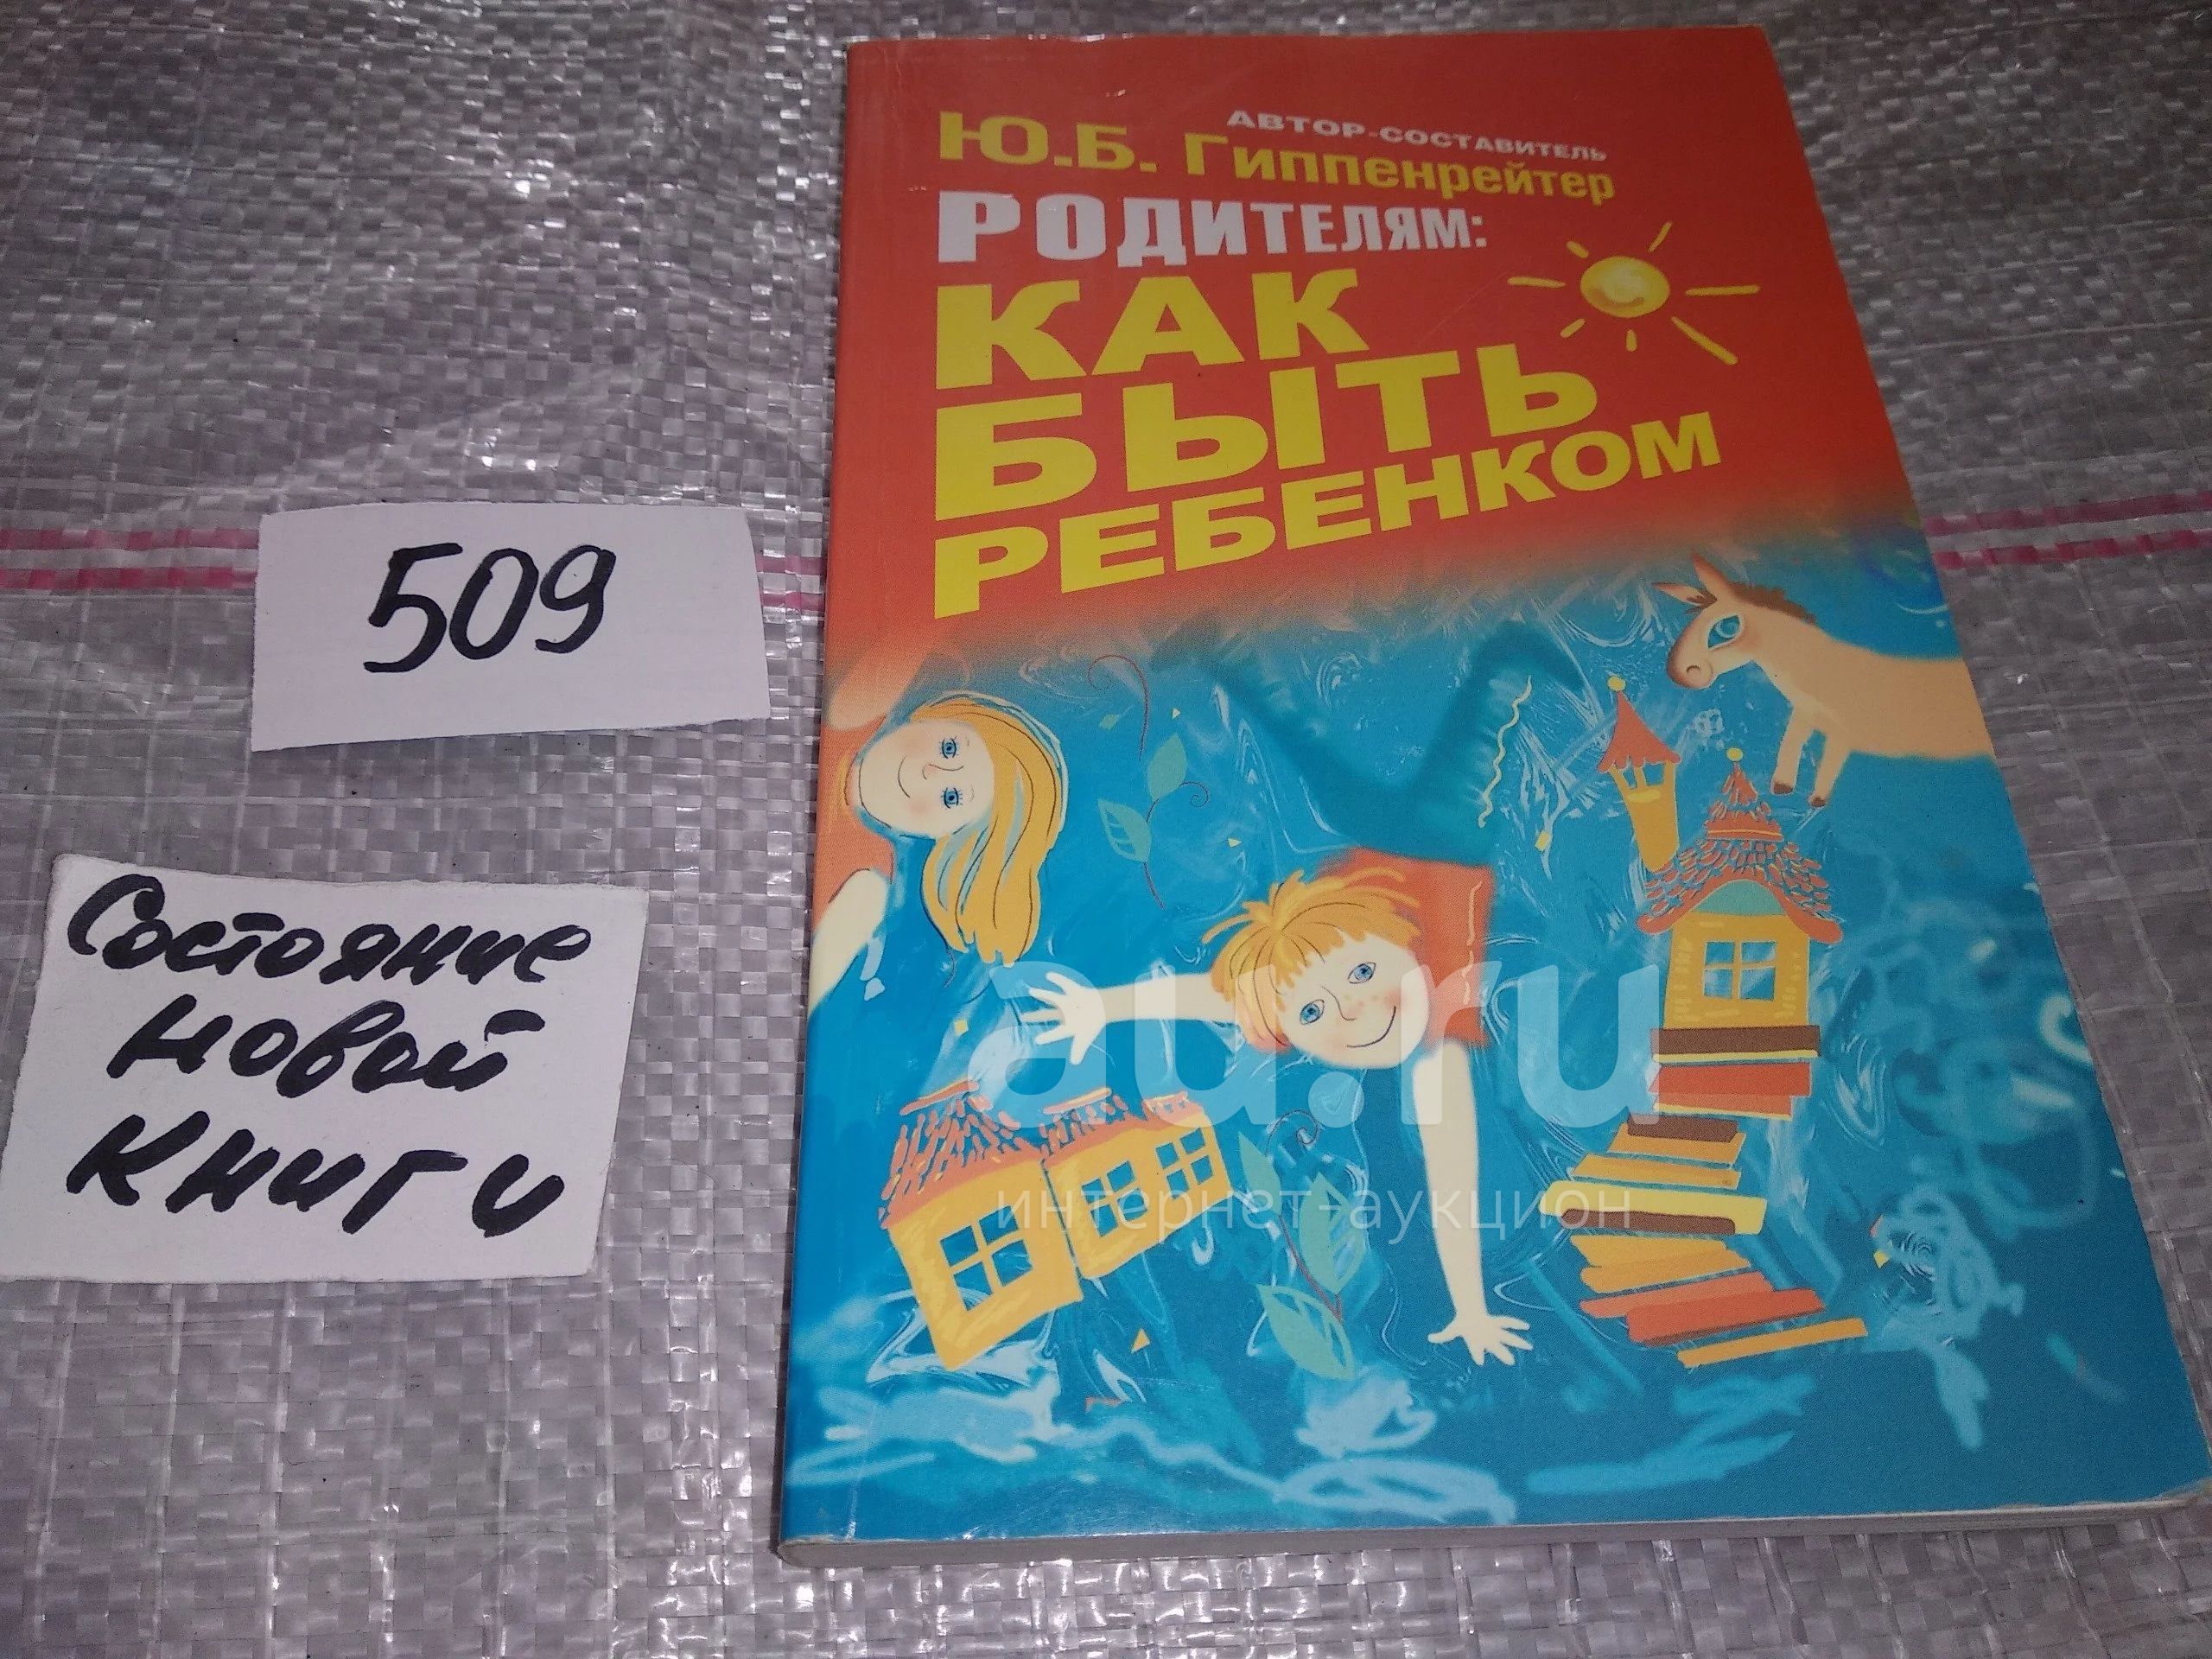 АВТОР-СОСТАВИТЕЛЬ
Ю.Б. Гиппенрейтер
РОДИТЕЛЯМ:
КАК
БЫТЬ
РЕБЕНКОМ
509
Состояние
новой
книги
au.ru
интернет-аукцион